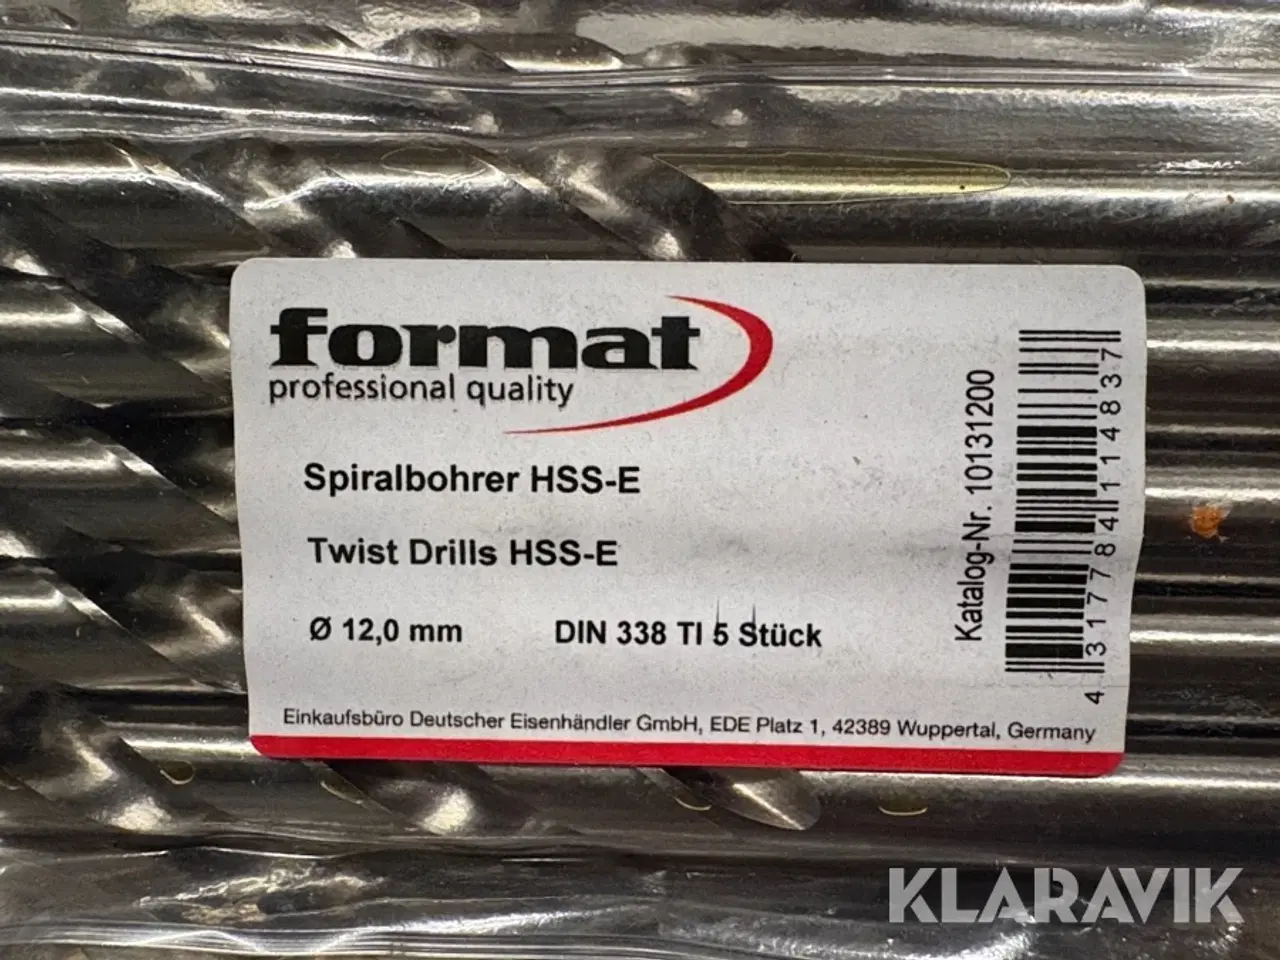 format
professional quality
Spiralbohrer HSS-E
Twist Drills HSS-E
Ø 12,0 mm DIN 338 TI 5 Stück
Einkaufsbüro Deutscher Eisenhändler GmbH, EDE Platz 1, 42389 Wuppertal, Germany
Katalog-Nr. 10131200
4 317784 114837
KLARAVIK